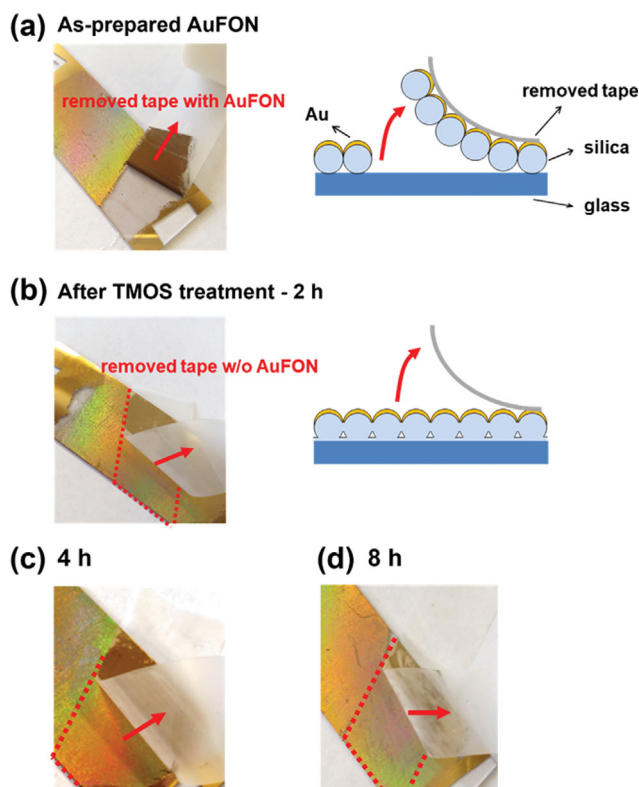 (a) As-prepared AuFON
removed tape with AuFON
removed tape
Au
silica
glass
(b) After TMOS treatment - 2 h
removed tape w/o AuFON
(c) 4 h
(d) 8 h